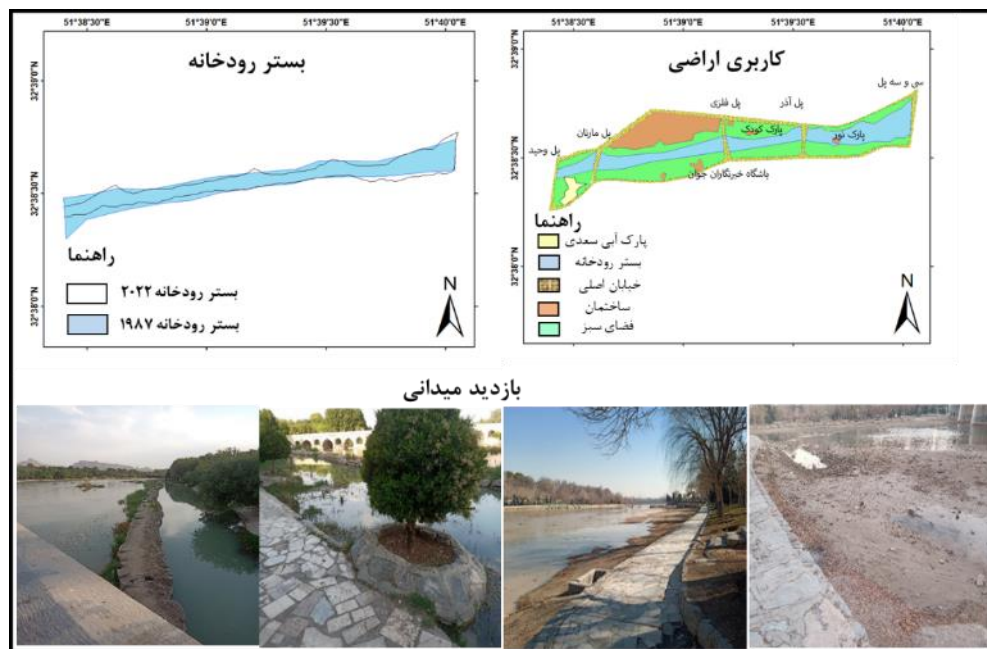 51°38'30"E 51°39'0"E 51°39'30"E 51°40'0"E
بستر رودخانه
32°39'0"N
32°38'30"N
32°38'0"N
راهنما
بستر رودخانه ۲۰۲۲
بستر رودخانه ۱۹۸۷
N
51°38'30"E 51°39'0"E 51°39'30"E 51°40'0"E
کاربری اراضی
32°39'0"N
32°38'30"N
32°38'0"N
سی و سه پل
پل آذر
پل فلزی
پل مارنان
پل وحید
پارک کودک
پارک نور
باشگاه خبرنگاران جوان
راهنما
پارک آبی سعدی
بستر رودخانه
خیابان اصلی
ساختمان
فضای سبز
N
بازدید میدانی